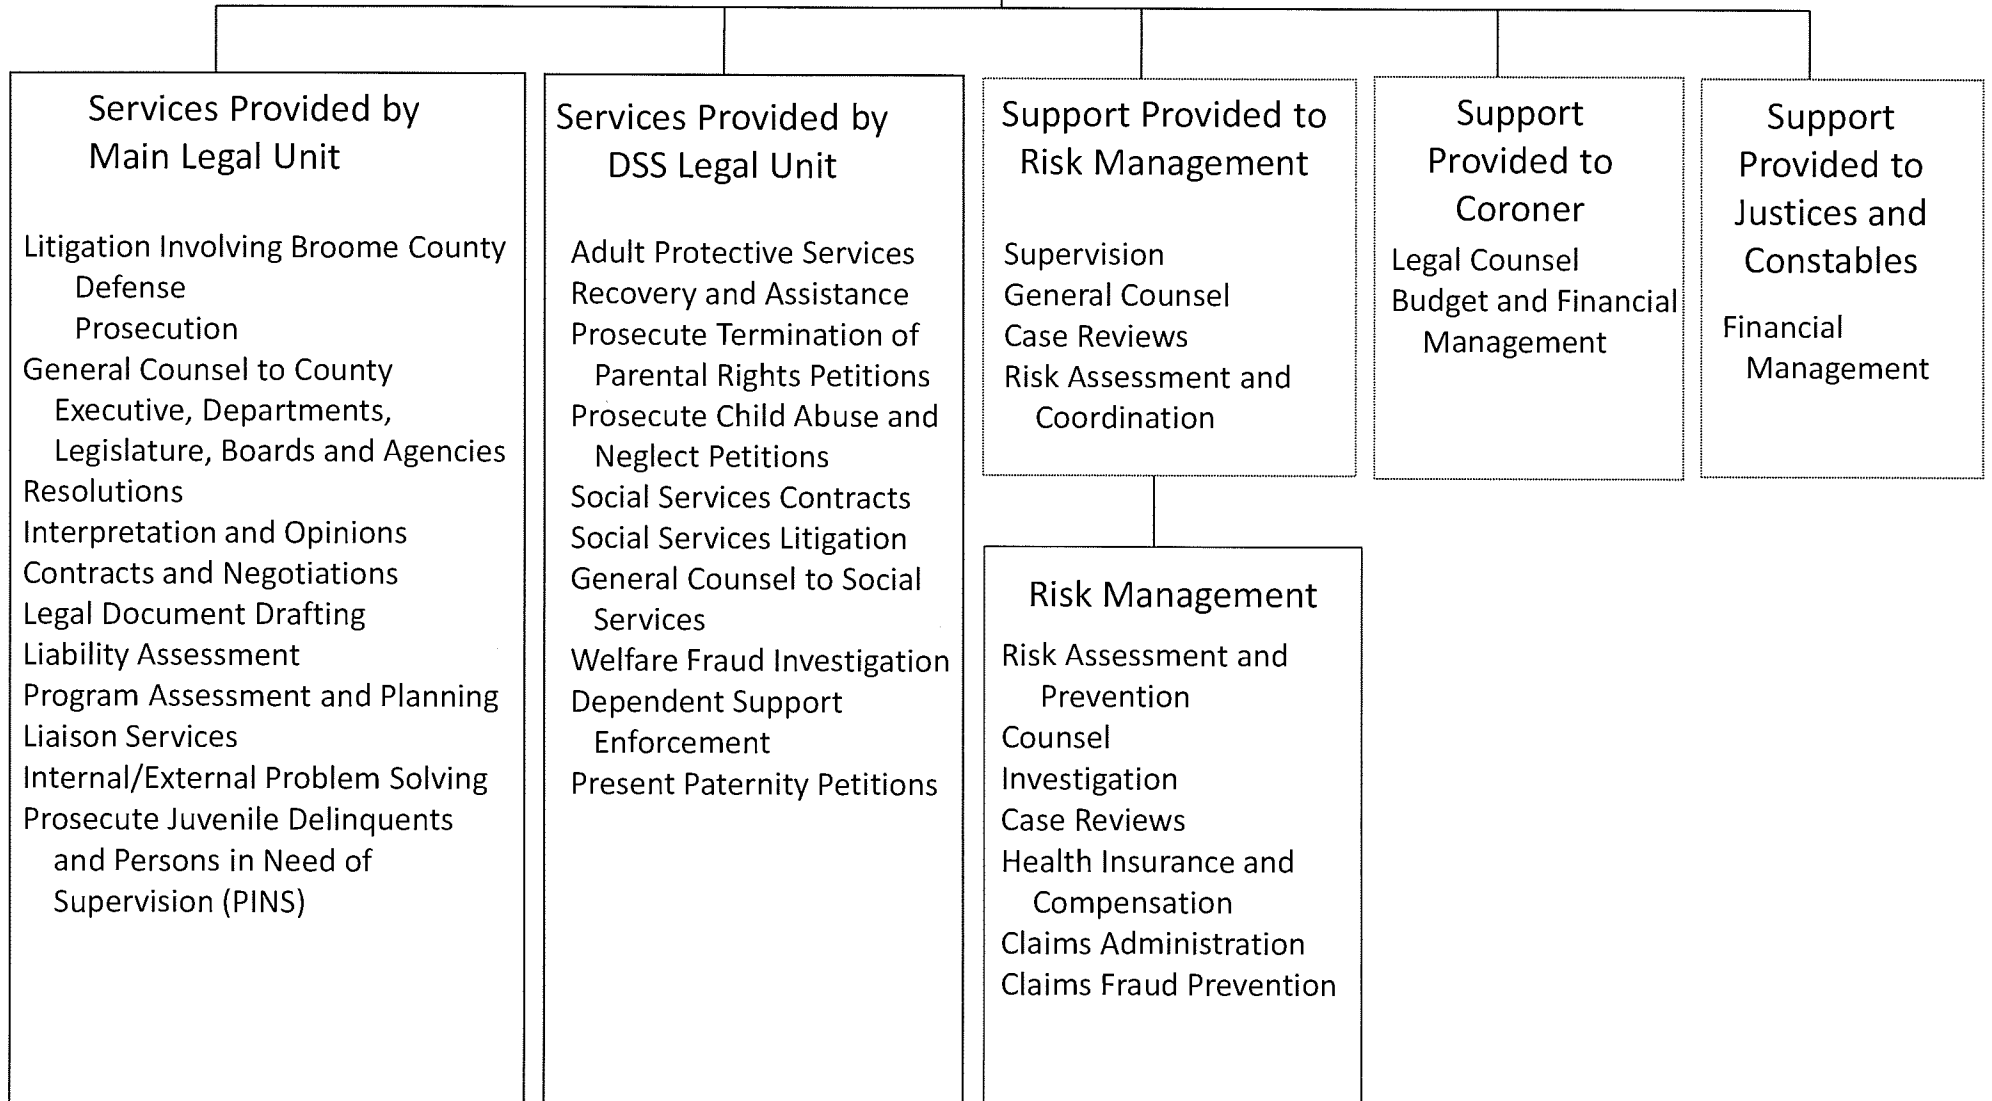 Services Provided by
Main Legal Unit
Litigation Involving Broome County
Defense
Prosecution
General Counsel to County
Executive, Departments,
Legislature, Boards and Agencies
Resolutions
Interpretation and Opinions
Contracts and Negotiations
Legal Document Drafting
Liability Assessment
Program Assessment and Planning
Liaison Services
Internal/External Problem Solving
Prosecute Juvenile Delinquents
and Persons in Need of
Supervision (PINS)
Services Provided by
DSS Legal Unit
Adult Protective Services
Recovery and Assistance
Prosecute Termination of
Parental Rights Petitions
Prosecute Child Abuse and
Neglect Petitions
Social Services Contracts
Social Services Litigation
General Counsel to Social
Services
Welfare Fraud Investigation
Dependent Support
Enforcement
Present Paternity Petitions
Support Provided to
Risk Management
Supervision
General Counsel
Case Reviews
Risk Assessment and
Coordination
Risk Management
Risk Assessment and
Prevention
Counsel
Investigation
Case Reviews
Health Insurance and
Compensation
Claims Administration
Claims Fraud Prevention
Support
Provided to
Coroner
Legal Counsel
Budget and Financial
Management
Support
Provided to
Justices and
Constables
Financial
Management